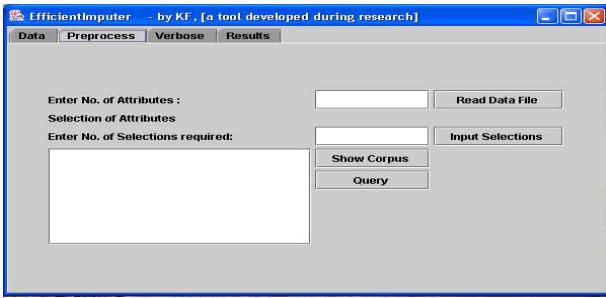 EfficientImputer - by KF, [a tool developed during research]
Data Preprocess Verbose Results
Enter No. of Attributes : Read Data File
Selection of Attributes
Enter No. of Selections required: Input Selections
Show Corpus
Query